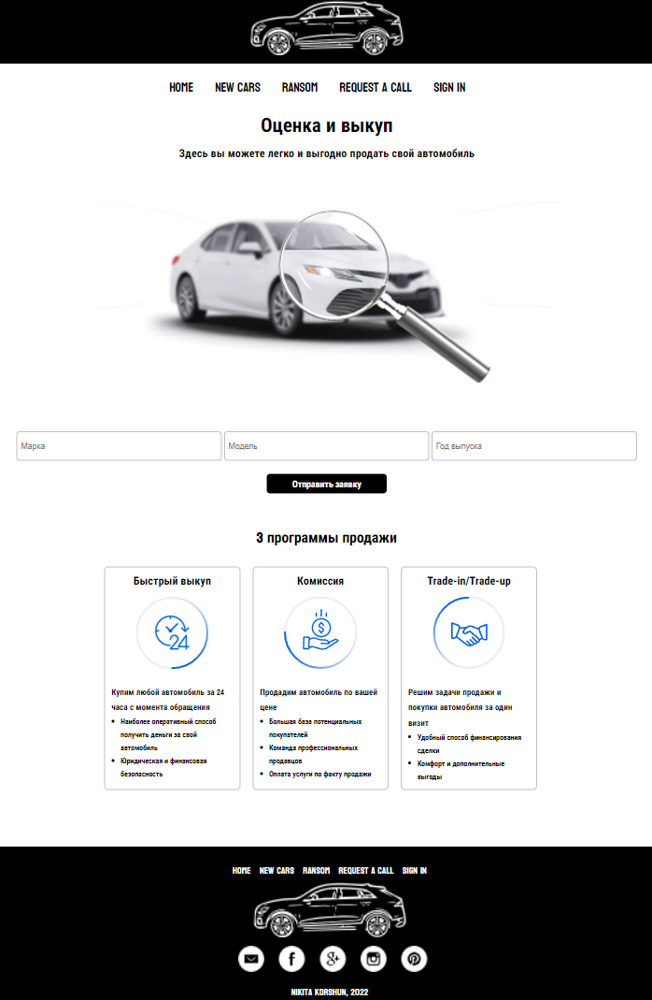 HOME NEW CARS RANSOM REQUEST A CALL SIGN IN
Оценка и выкуп
Здесь вы можете легко и выгодно продать свой автомобиль
Марка Модель Год выпуска
Отправить заявку
3 программы продажи
Быстрый выкуп
24
Купим любой автомобиль за 24
часа с момента обращения
Наиболее оперативный способ
получить деньги за свой
автомобиль
Юридическая и финансовая
безопасность
Комиссия
$
Продадим автомобиль по вашей
цене
Большая база потенциальных
покупателей
Команда профессиональных
продавцов
Оплата услуги по факту продажи
Trade-in/Trade-up
Решим задачи продажи и
покупки автомобиля за один
визит
Удобный способ финансирования
сделки
Комфорт и дополнительные
выгоды
HOME NEW CARS RANSOM REQUEST A CALL SIGN IN
f g+
NIKITA KORSHUN, 2022